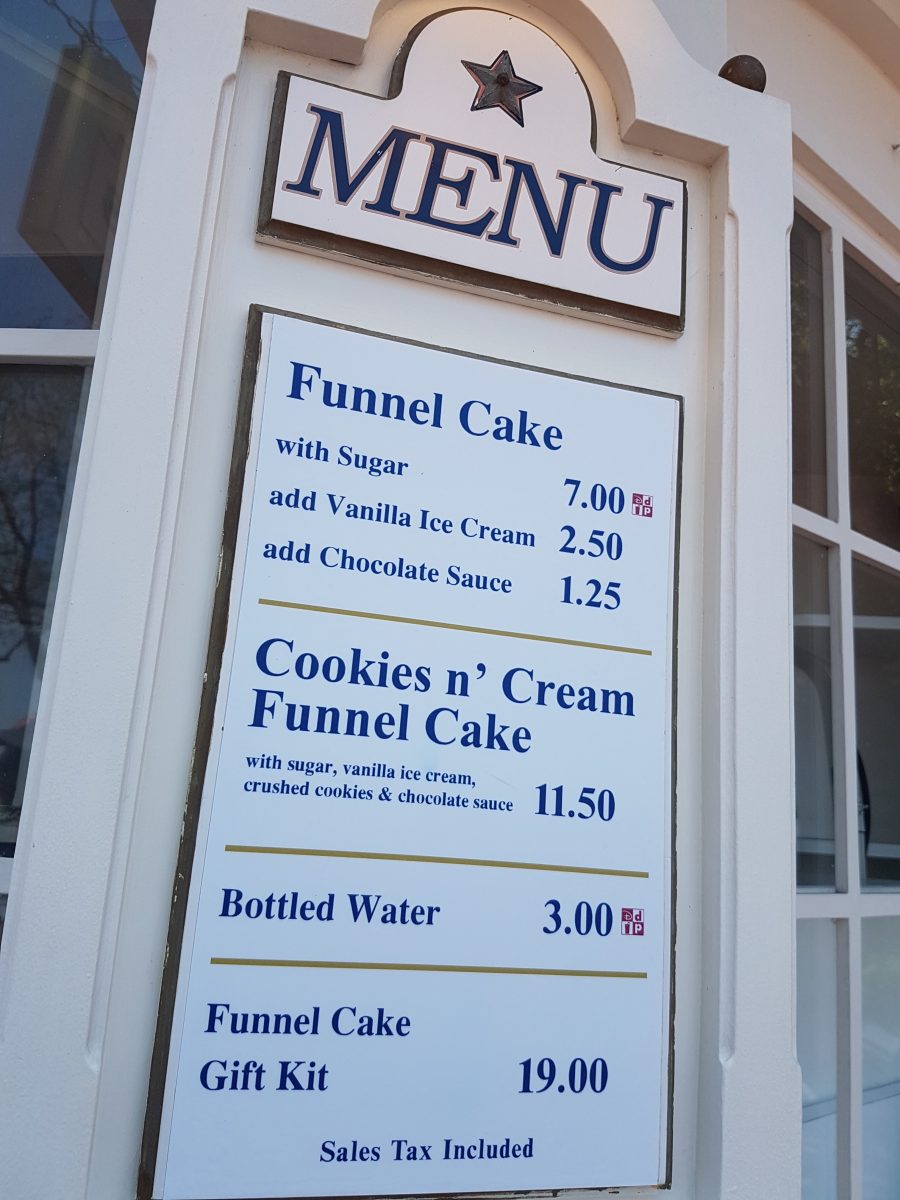 MENU
Funnel Cake
with Sugar 7.00
add Vanilla Ice Cream 2.50
add Chocolate Sauce 1.25
Cookies n' Cream
Funnel Cake
with sugar, vanilla ice cream,
crushed cookies & chocolate sauce 11.50
Bottled Water 3.00
Funnel Cake
Gift Kit 19.00
Sales Tax Included